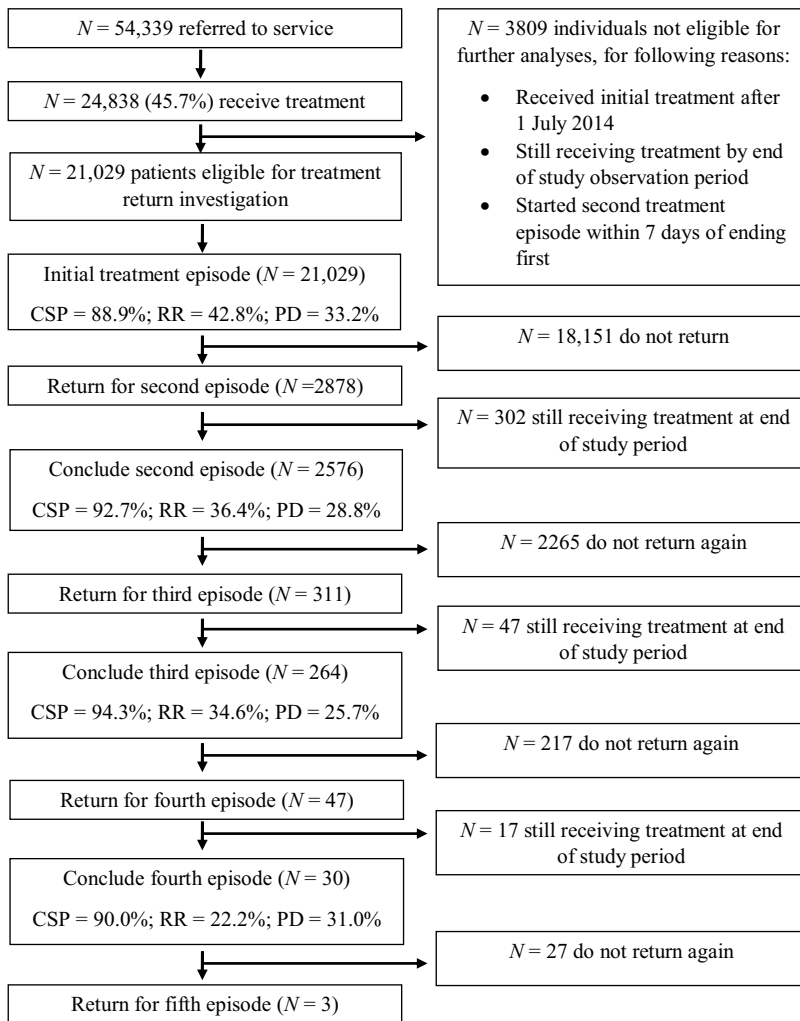 N = 54,339 referred to service
N = 24,838 (45.7%) receive treatment
N = 3809 individuals not eligible for
further analyses, for following reasons:
• Received initial treatment after
1 July 2014
• Still receiving treatment by end
of study observation period
• Started second treatment
episode within 7 days of ending
first
N = 21,029 patients eligible for treatment
return investigation
Initial treatment episode (N = 21,029)
CSP = 88.9%; RR = 42.8%; PD = 33.2%
N = 18,151 do not return
Return for second episode (N =2878)
N = 302 still receiving treatment at end
of study period
Conclude second episode (N = 2576)
CSP = 92.7%; RR = 36.4%; PD = 28.8%
N = 2265 do not return again
Return for third episode (N = 311)
N = 47 still receiving treatment at end
of study period
Conclude third episode (N = 264)
CSP = 94.3%; RR = 34.6%; PD = 25.7%
N = 217 do not return again
Return for fourth episode (N = 47)
N = 17 still receiving treatment at end
of study period
Conclude fourth episode (N = 30)
CSP = 90.0%; RR = 22.2%; PD = 31.0%
N = 27 do not return again
Return for fifth episode (N = 3)